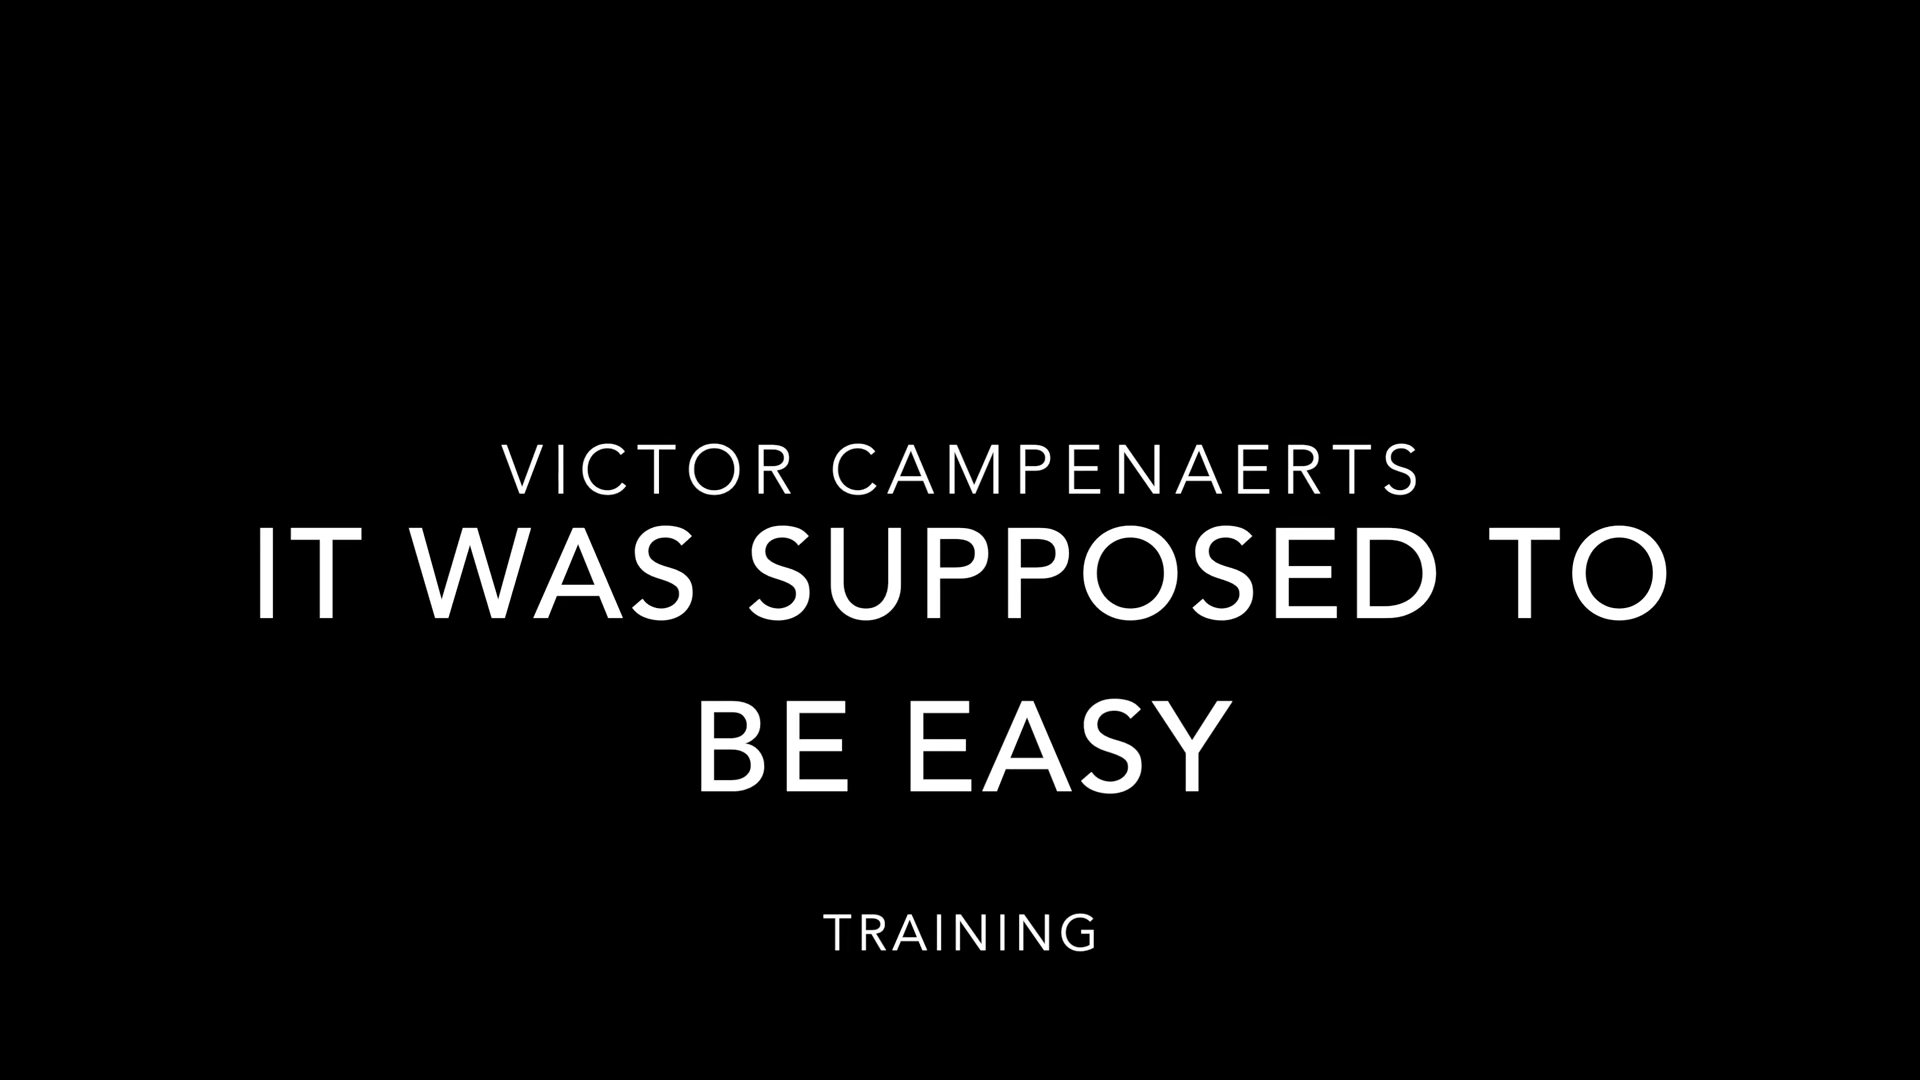 VICTOR CAMPENAERTS
IT WAS SUPPOSED TO
BE EASY
TRAINING